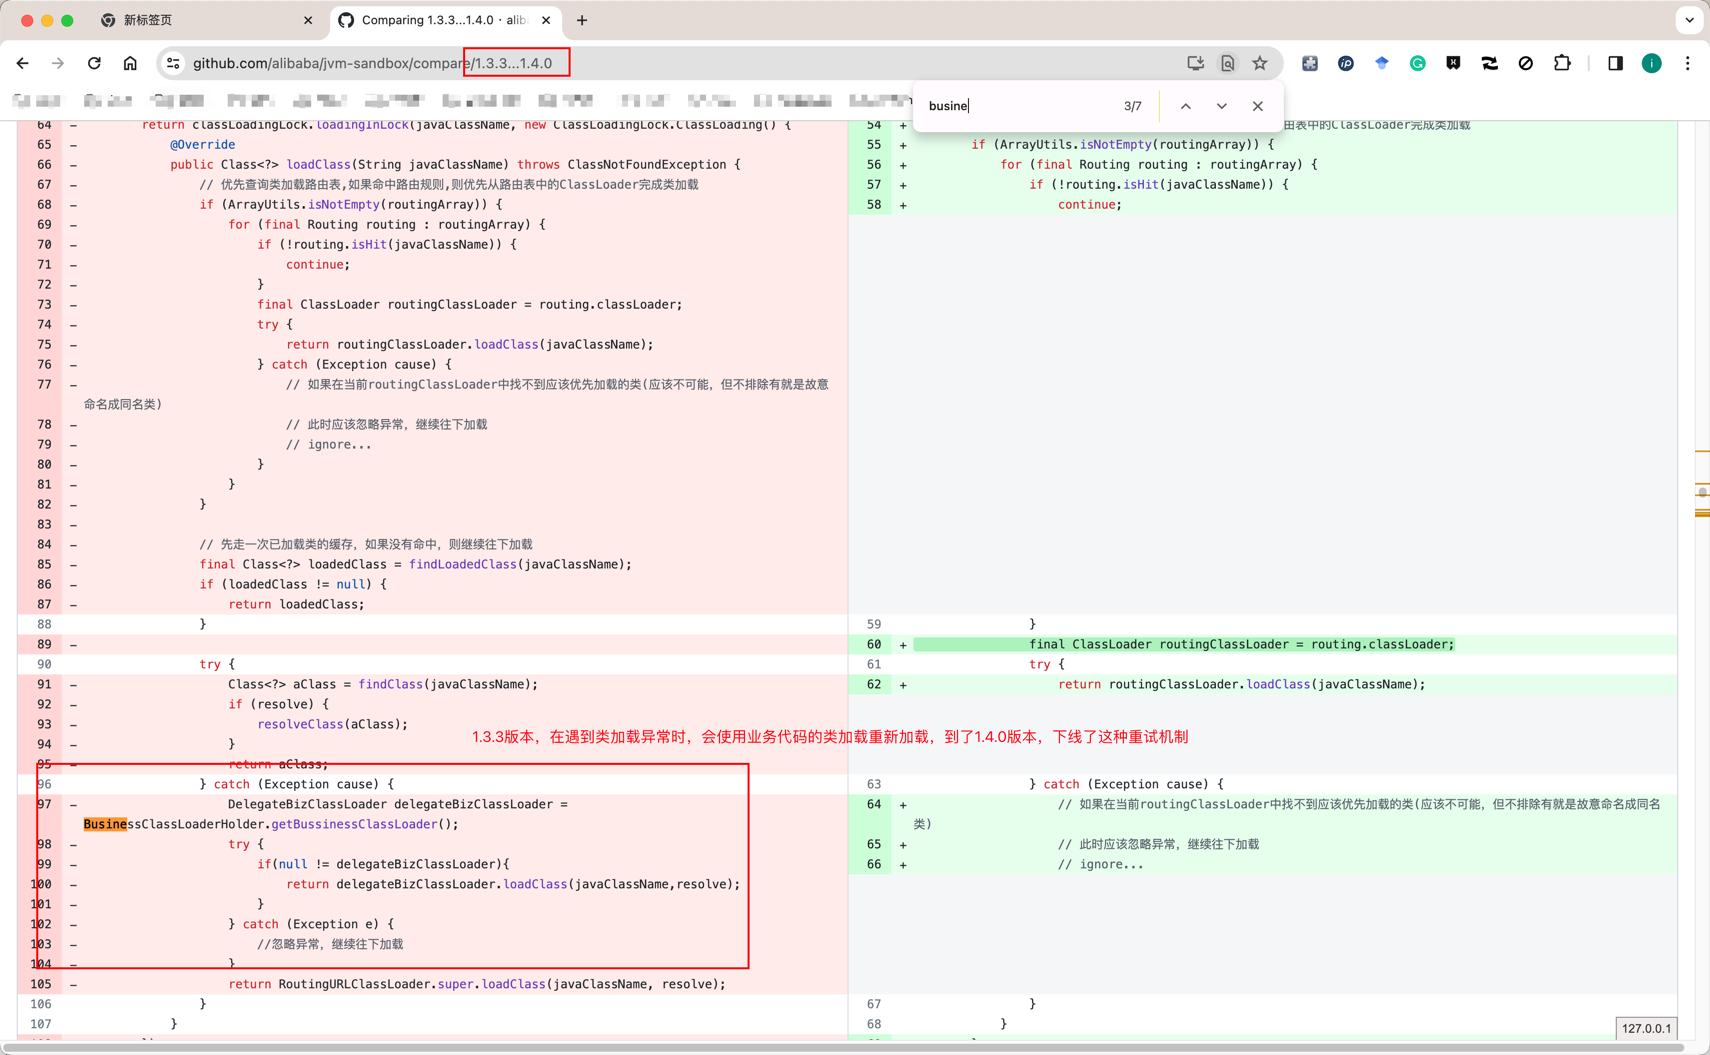 新标签页
Comparing 1.3.3...1.4.0 · alib
github.com/alibaba/jvm-sandbox/compare/1.3.3...1.4.0
busine
3/7
64 - return classLoadingLock.loadingInLock(javaClassName, new ClassLoadingLock.ClassLoading() {
65 - @Override
66 - public Class<?> loadClass(String javaClassName) throws ClassNotFoundException {
67 - // 优先查询类加载路由表,如果命中路由规则,则优先从路由表中的ClassLoader完成类加载
68 - if (ArrayUtils.isNotEmpty(routingArray)) {
69 - for (final Routing routing : routingArray) {
70 - if (!routing.isHit(javaClassName)) {
71 - continue;
72 - }
73 - final ClassLoader routingClassLoader = routing.classLoader;
74 - try {
75 - return routingClassLoader.loadClass(javaClassName);
76 - } catch (Exception cause) {
77 - // 如果在当前routingClassLoader中找不到应该优先加载的类(应该不可能，但不排除有就是故意
命名成同名类)
78 - // 此时应该忽略异常，继续往下加载
79 - // ignore...
80 - }
81 - }
82 - }
83 -
84 - // 先走一次已加载类的缓存，如果没有命中，则继续往下加载
85 - final Class<?> loadedClass = findLoadedClass(javaClassName);
86 - if (loadedClass != null) {
87 - return loadedClass;
88 }
89 -
90 try {
91 - Class<?> aClass = findClass(javaClassName);
92 - if (resolve) {
93 - resolveClass(aClass);
94 - }
95 - return aClass;
96 } catch (Exception cause) {
97 - DelegateBizClassLoader delegateBizClassLoader =
BusinessClassLoaderHolder.getBussinessClassLoader();
98 - try {
99 - if(null != delegateBizClassLoader){
100 - return delegateBizClassLoader.loadClass(javaClassName,resolve);
101 - }
102 - } catch (Exception e) {
103 - //忽略异常，继续往下加载
104 - }
105 - return RoutingURLClassLoader.super.loadClass(javaClassName, resolve);
106 }
107 }
54 + 由表中的ClassLoader完成类加载
55 + if (ArrayUtils.isNotEmpty(routingArray)) {
56 + for (final Routing routing : routingArray) {
57 + if (!routing.isHit(javaClassName)) {
58 + continue;
59 }
60 + final ClassLoader routingClassLoader = routing.classLoader;
61 try {
62 + return routingClassLoader.loadClass(javaClassName);
1.3.3版本，在遇到类加载异常时，会使用业务代码的类加载重新加载，到了1.4.0版本，下线了这种重试机制
63 } catch (Exception cause) {
64 + // 如果在当前routingClassLoader中找不到应该优先加载的类(应该不可能，但不排除有就是故意命名成同名
类)
65 + // 此时应该忽略异常，继续往下加载
66 + // ignore...
67 }
68 }
127.0.0.1